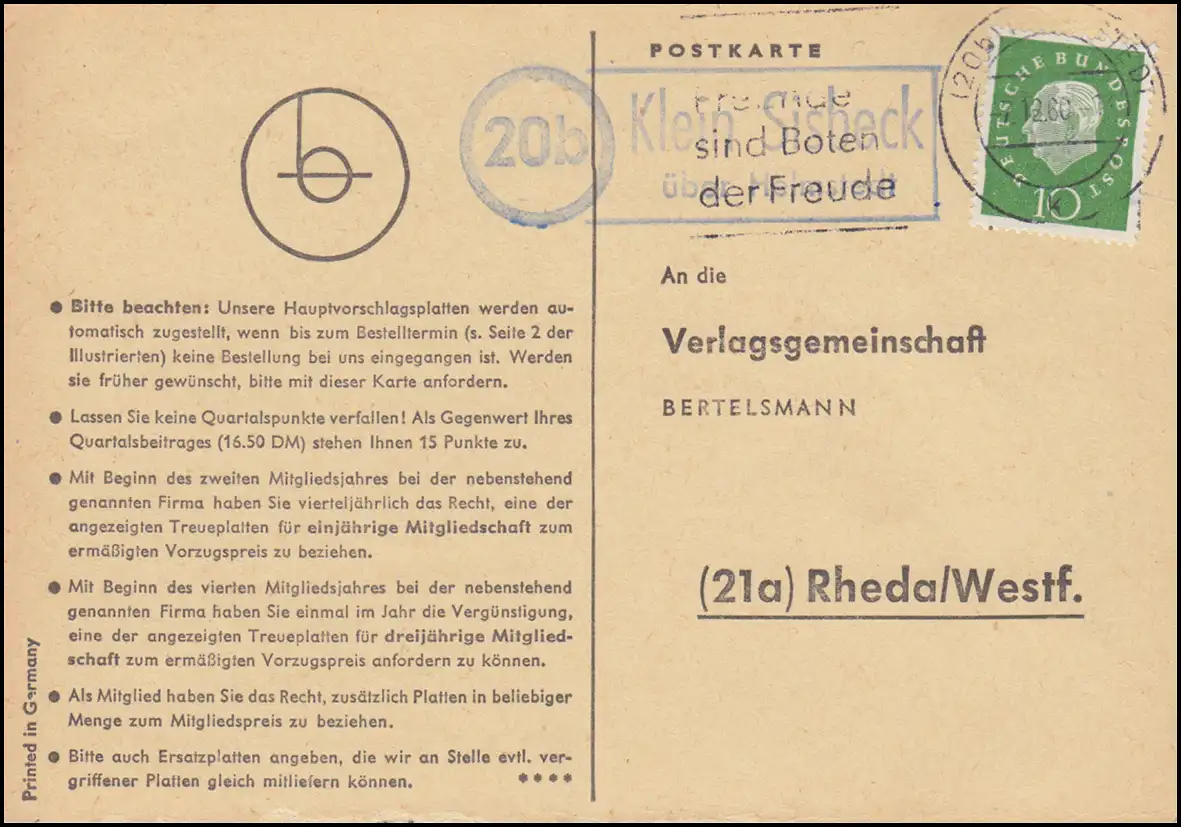 POSTKARTE
20b
Klein Sisbeck
über Helmstedt
sind Boten
der Freude
(20b)
STEDT
12.60
k
DEUTSCHE BUNDESPOST
10
b
An die
Verlagsgemeinschaft
BERTELSMANN
(21a) Rheda/Westf.
● Bitte beachten: Unsere Hauptvorschlagsplatten werden au-
tomatisch zugestellt, wenn bis zum Bestelltermin (s. Seite 2 der
Illustrierten) keine Bestellung bei uns eingegangen ist. Werden
sie früher gewünscht, bitte mit dieser Karte anfordern.
● Lassen Sie keine Quartalspunkte verfallen! Als Gegenwert Ihres
Quartalsbeitrages (16.50 DM) stehen Ihnen 15 Punkte zu.
● Mit Beginn des zweiten Mitgliedsjahres bei der nebenstehend
genannten Firma haben Sie vierteljährlich das Recht, eine der
angezeigten Treueplatten für einjährige Mitgliedschaft zum
ermäßigten Vorzugspreis zu beziehen.
● Mit Beginn des vierten Mitgliedsjahres bei der nebenstehend
genannten Firma haben Sie einmal im Jahr die Vergünstigung,
eine der angezeigten Treueplatten für dreijährige Mitglied-
schaft zum ermäßigten Vorzugspreis anfordern zu können.
● Als Mitglied haben Sie das Recht, zusätzlich Platten in beliebiger
Menge zum Mitgliedspreis zu beziehen.
● Bitte auch Ersatzplatten angeben, die wir an Stelle evtl. ver-
griffener Platten gleich mitliefern können. ****
Printed in Germany